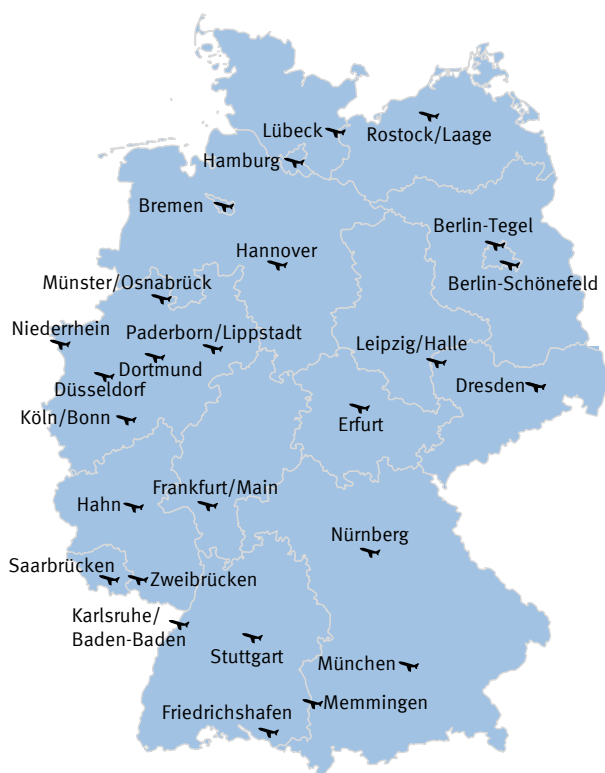 Lübeck
Rostock/Laage
Hamburg
Bremen
Berlin-Tegel
Hannover
Berlin-Schönefeld
Münster/Osnabrück
Niederrhein
Paderborn/Lippstadt
Leipzig/Halle
Dortmund
Düsseldorf
Dresden
Köln/Bonn
Erfurt
Frankfurt/Main
Hahn
Nürnberg
Saarbrücken
Zweibrücken
Karlsruhe/
Baden-Baden
Stuttgart
München
Memmingen
Friedrichshafen